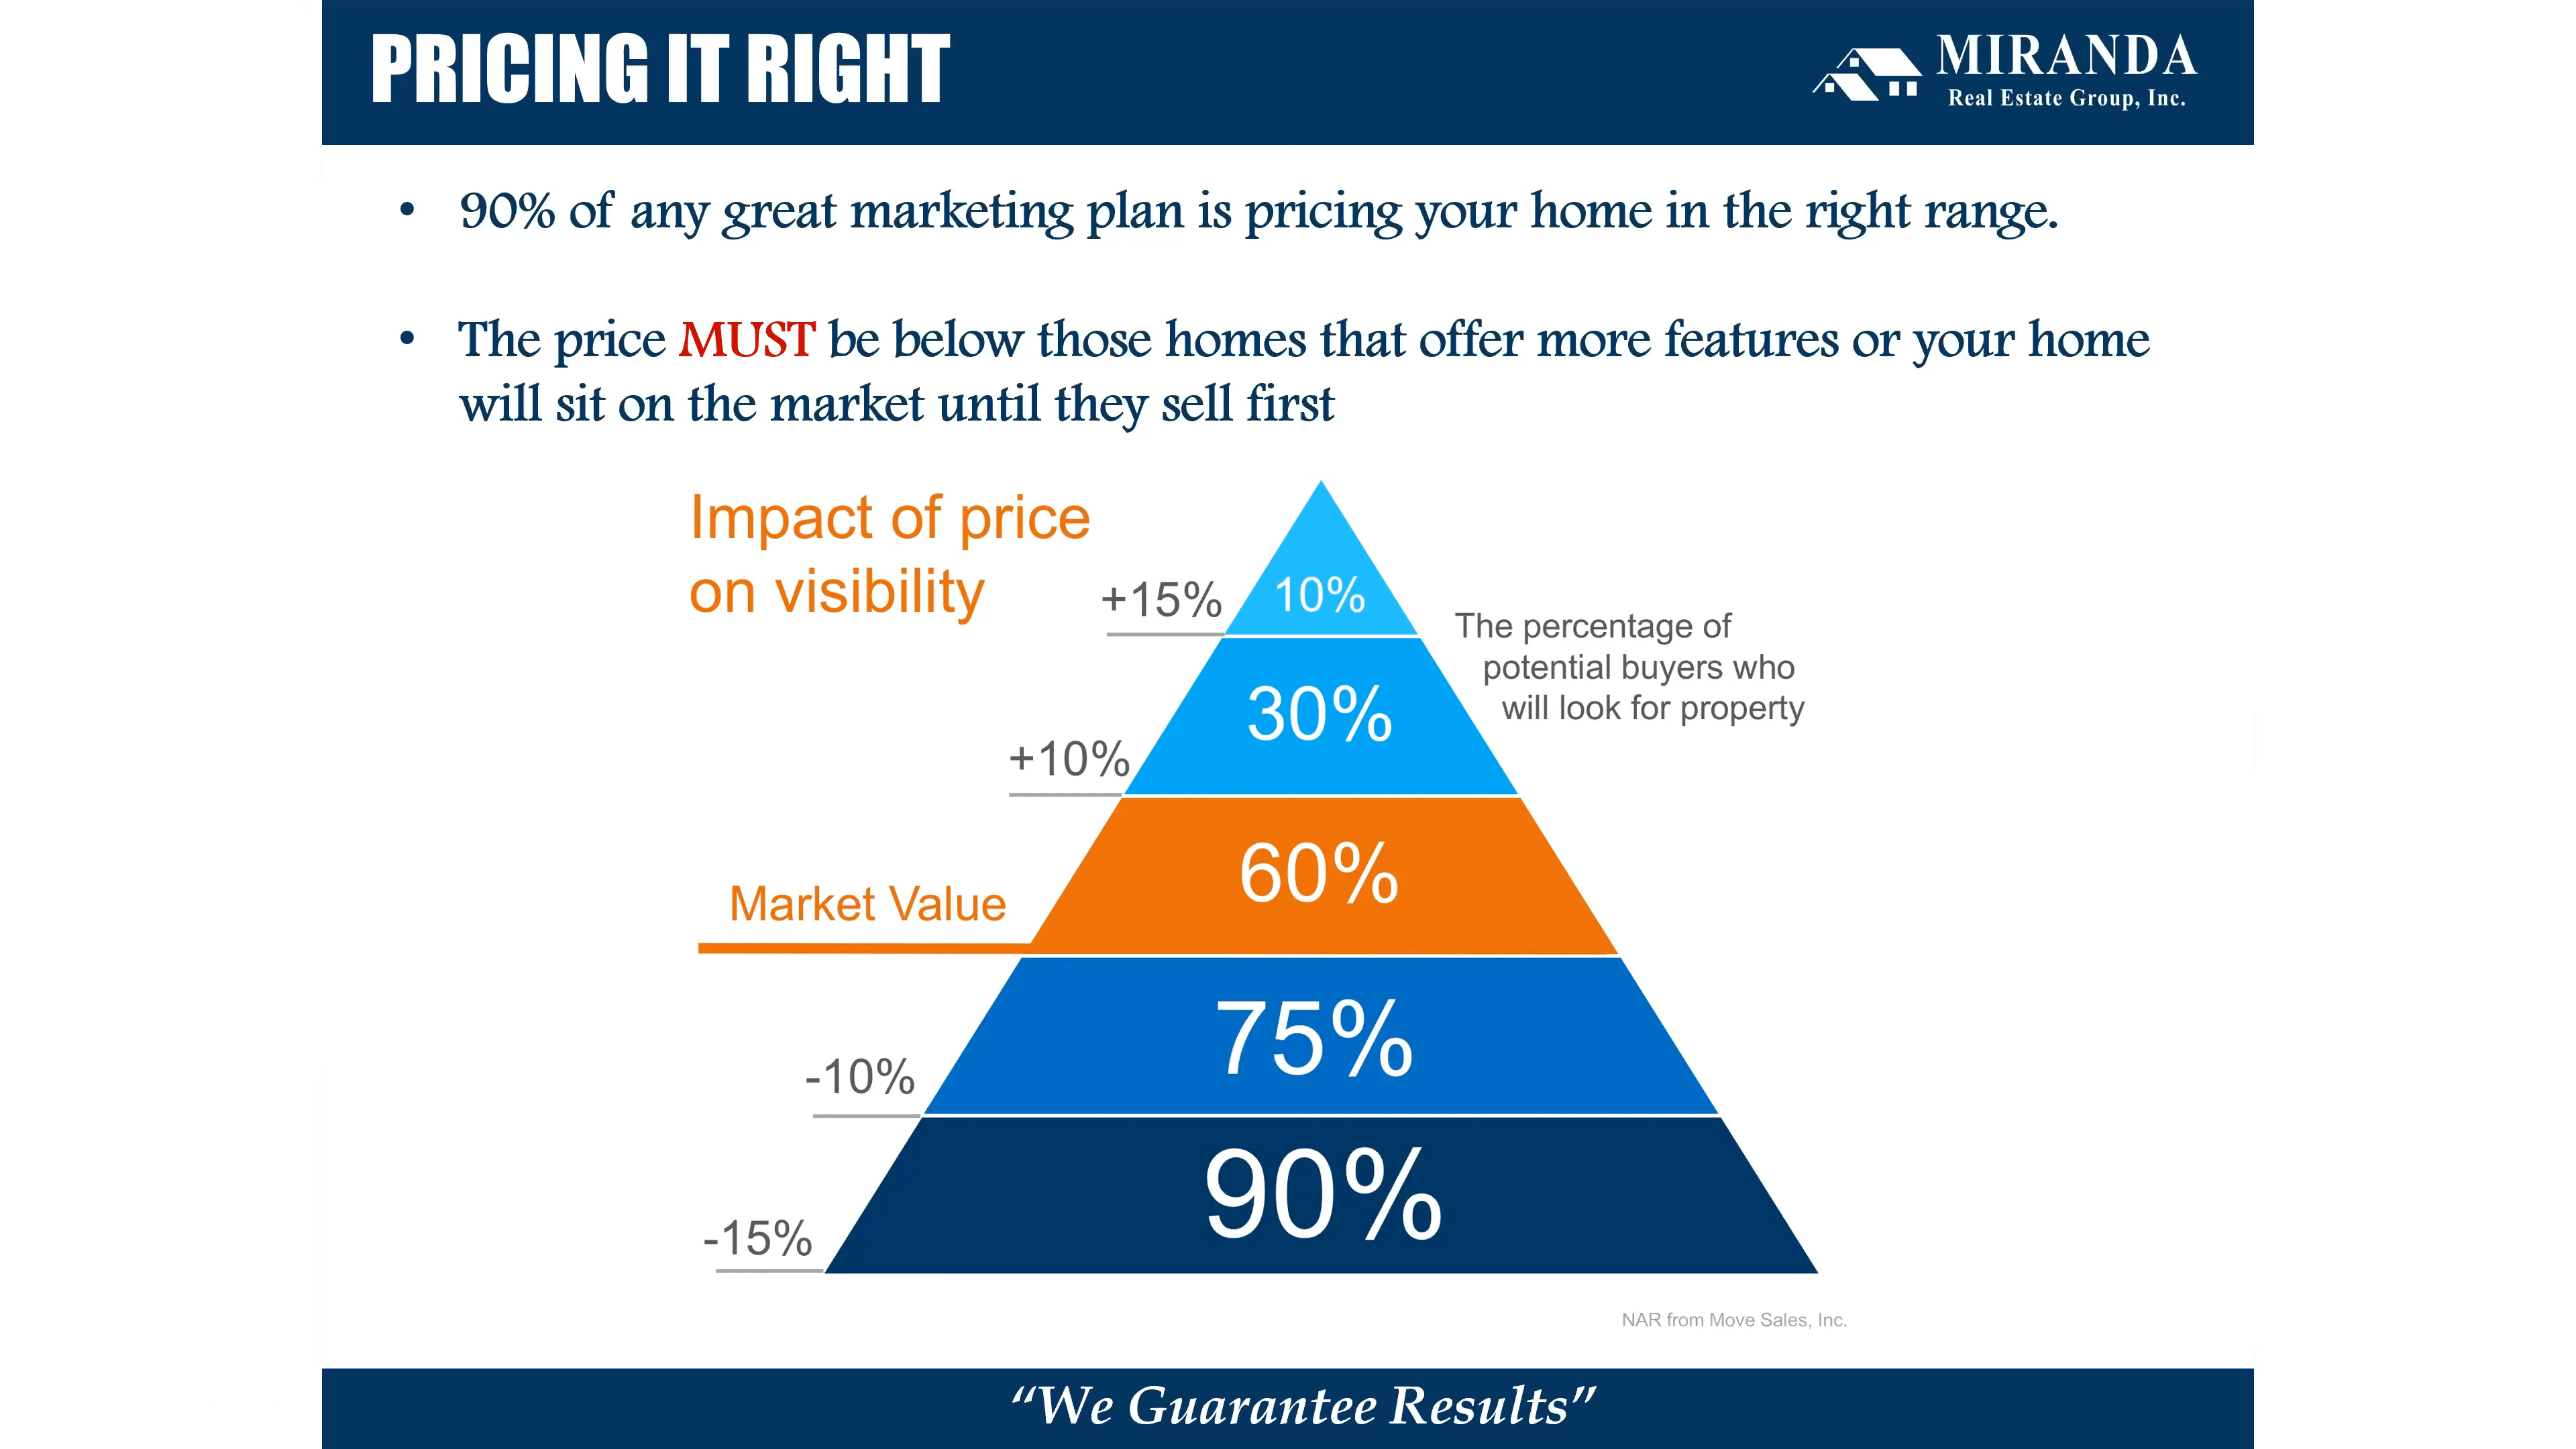 PRICING IT RIGHT
MIRANDA
Real Estate Group, Inc.
• 90% of any great marketing plan is pricing your home in the right range.
• The price MUST be below those homes that offer more features or your home
will sit on the market until they sell first
Impact of price
on visibility
+15%
10%
The percentage of
potential buyers who
will look for property
30%
+10%
60%
Market Value
75%
-10%
90%
-15%
NAR from Move Sales, Inc.
“We Guarantee Results”